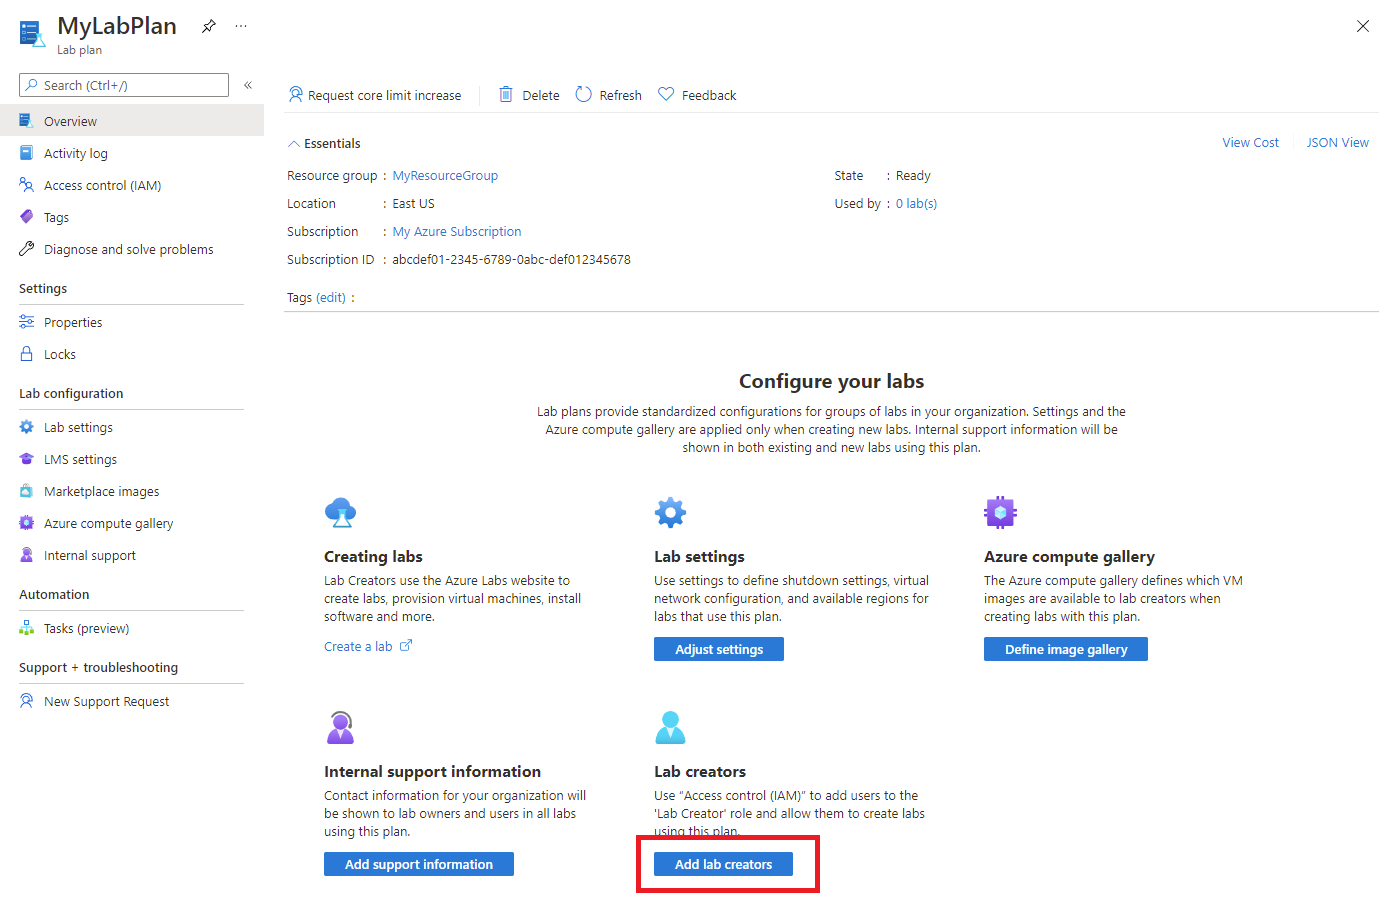 MyLabPlan
Lab plan
Search (Ctrl+/)
Overview
Activity log
Access control (IAM)
Tags
Diagnose and solve problems
Settings
Properties
Locks
Lab configuration
Lab settings
LMS settings
Marketplace images
Azure compute gallery
Internal support
Automation
Tasks (preview)
Support + troubleshooting
New Support Request
Request core limit increase
Delete
Refresh
Feedback
Essentials
View Cost
JSON View
Resource group : MyResourceGroup
Location : East US
Subscription : My Azure Subscription
Subscription ID : abcdef01-2345-6789-0abc-def012345678
State : Ready
Used by : 0 lab(s)
Tags (edit) :
Configure your labs
Lab plans provide standardized configurations for groups of labs in your organization. Settings and the
Azure compute gallery are applied only when creating new labs. Internal support information will be
shown in both existing and new labs using this plan.
Creating labs
Lab Creators use the Azure Labs website to
create labs, provision virtual machines, install
software and more.
Create a lab
Lab settings
Use settings to define shutdown settings, virtual
network configuration, and available regions for
labs that use this plan.
Adjust settings
Azure compute gallery
The Azure compute gallery defines which VM
images are available to lab creators when
creating labs with this plan.
Define image gallery
Internal support information
Contact information for your organization will
be shown to lab owners and users in all labs
using this plan.
Add support information
Lab creators
Use “Access control (IAM)” to add users to the
'Lab Creator' role and allow them to create labs
using this plan.
Add lab creators